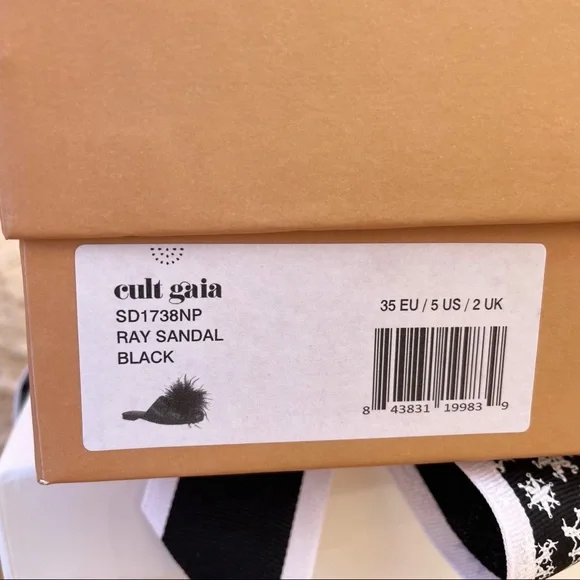 cult gaia
SD1738NP
RAY SANDAL
BLACK
35 EU / 5 US / 2 UK
8 43831 19983 9